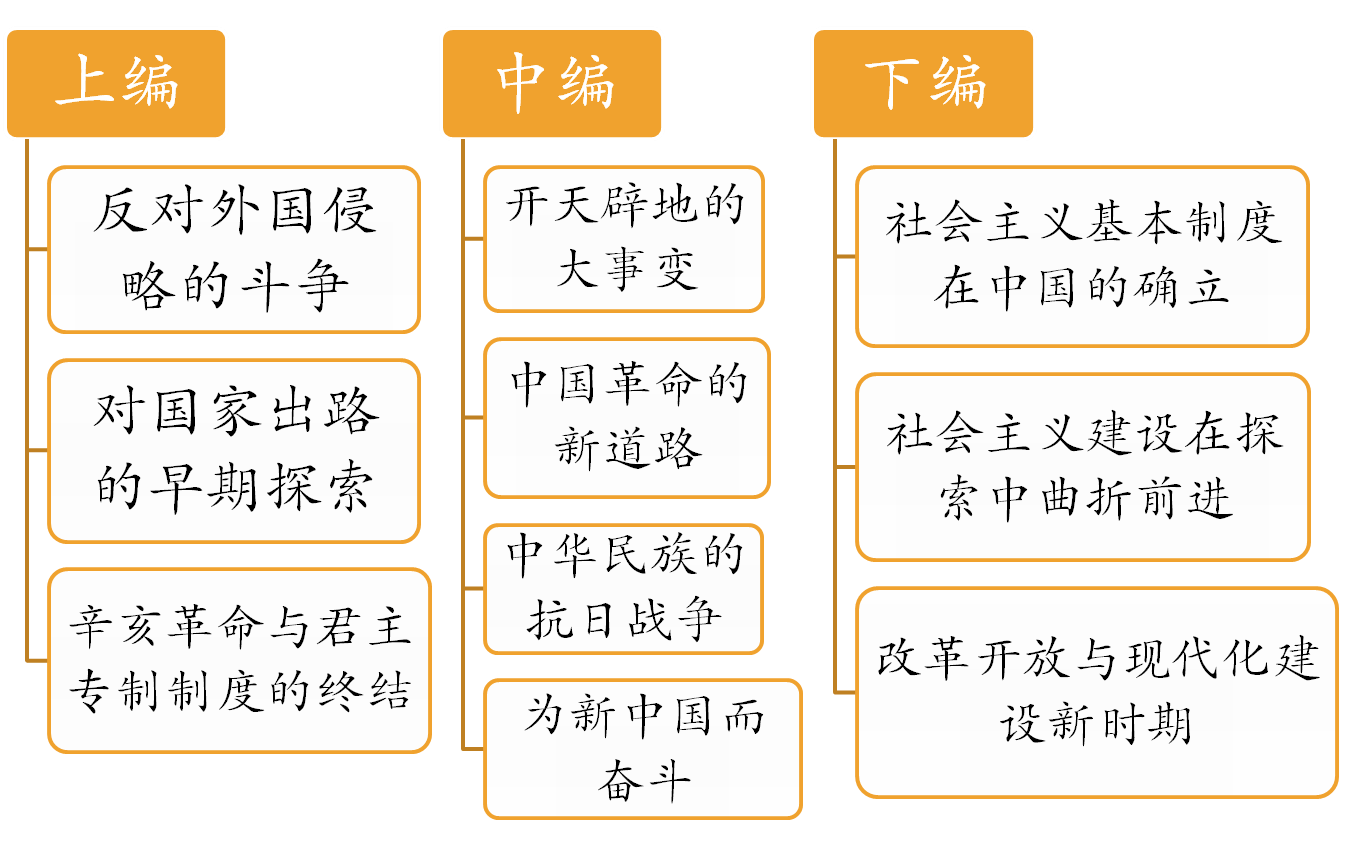 上编
反对外国侵
略的斗争
对国家出路
的早期探索
辛亥革命与君主
专制制度的终结
中编
开天辟地的
大事变
中国革命的
新道路
中华民族的
抗日战争
为新中国而
奋斗
下编
社会主义基本制度
在中国的确立
社会主义建设在探
索中曲折前进
改革开放与现代化建
设新时期